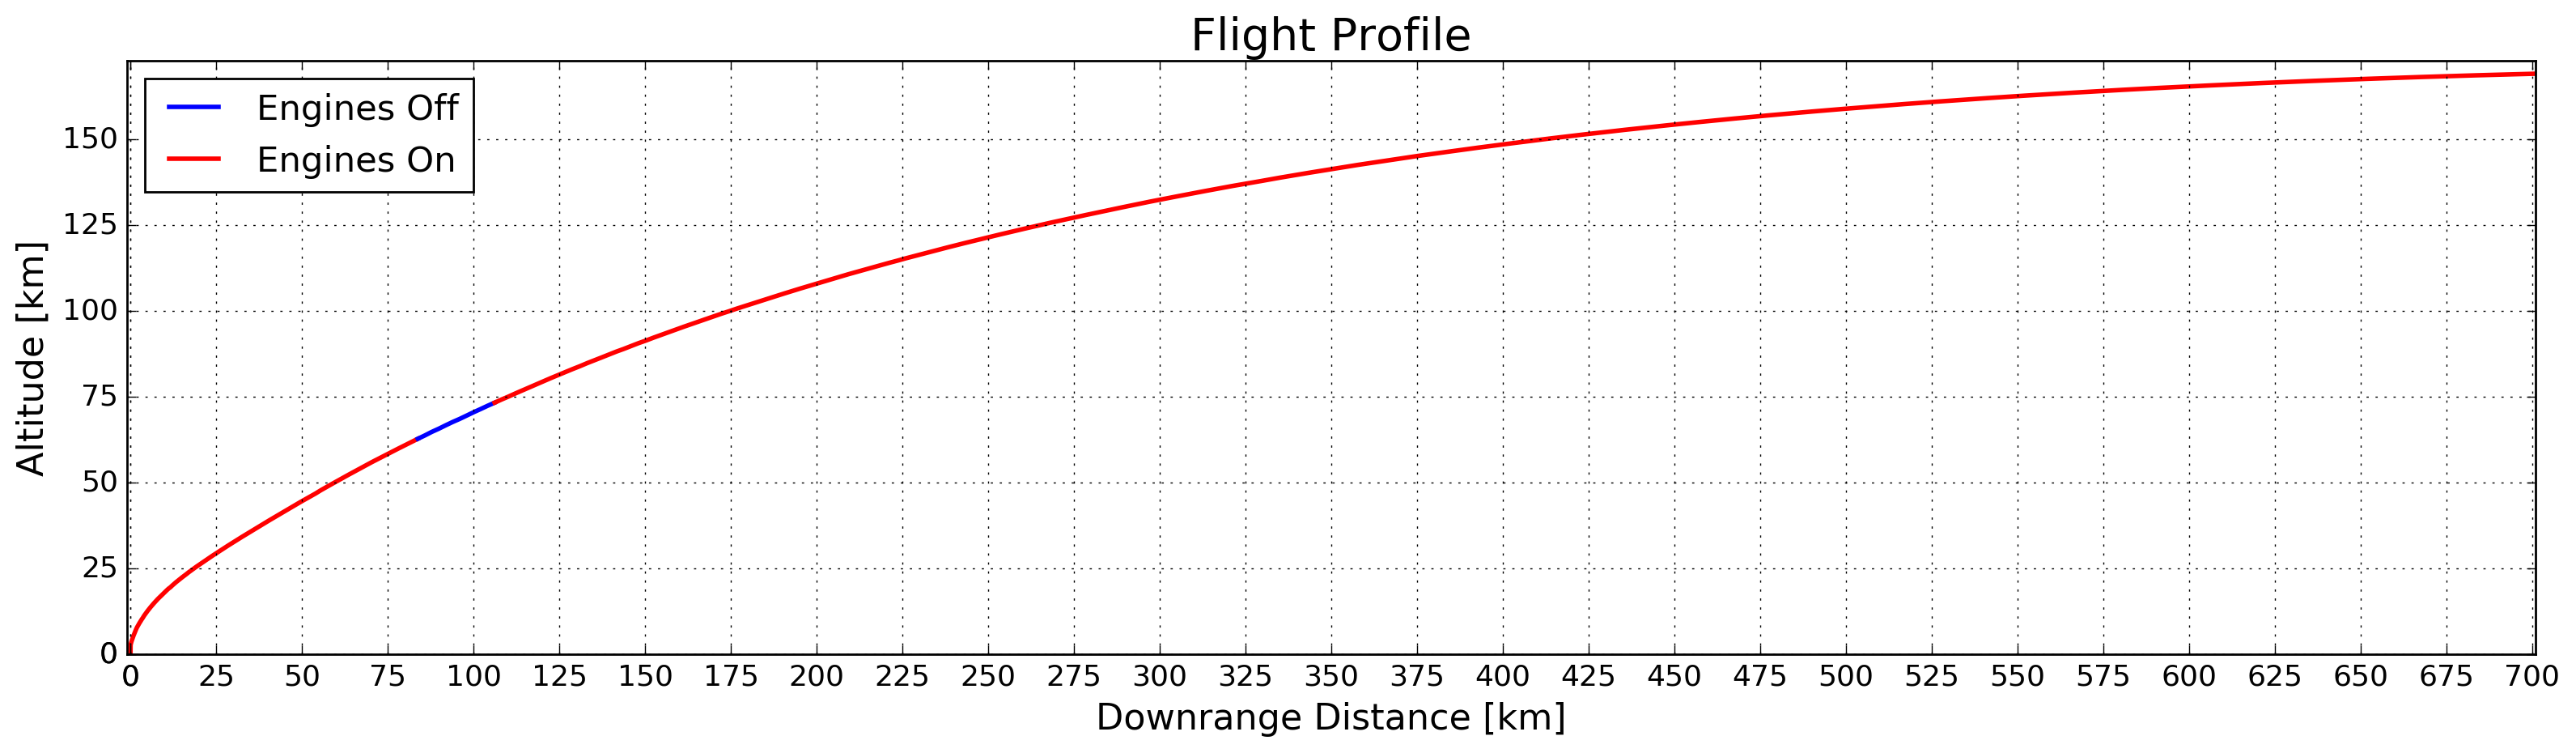 Flight Profile
Engines Off
Engines On
150
125
100
75
50
25
0
Altitude [km]
0 25 50 75 100 125 150 175 200 225 250 275 300 325 350 375 400 425 450 475 500 525 550 575 600 625 650 675 700
Downrange Distance [km]